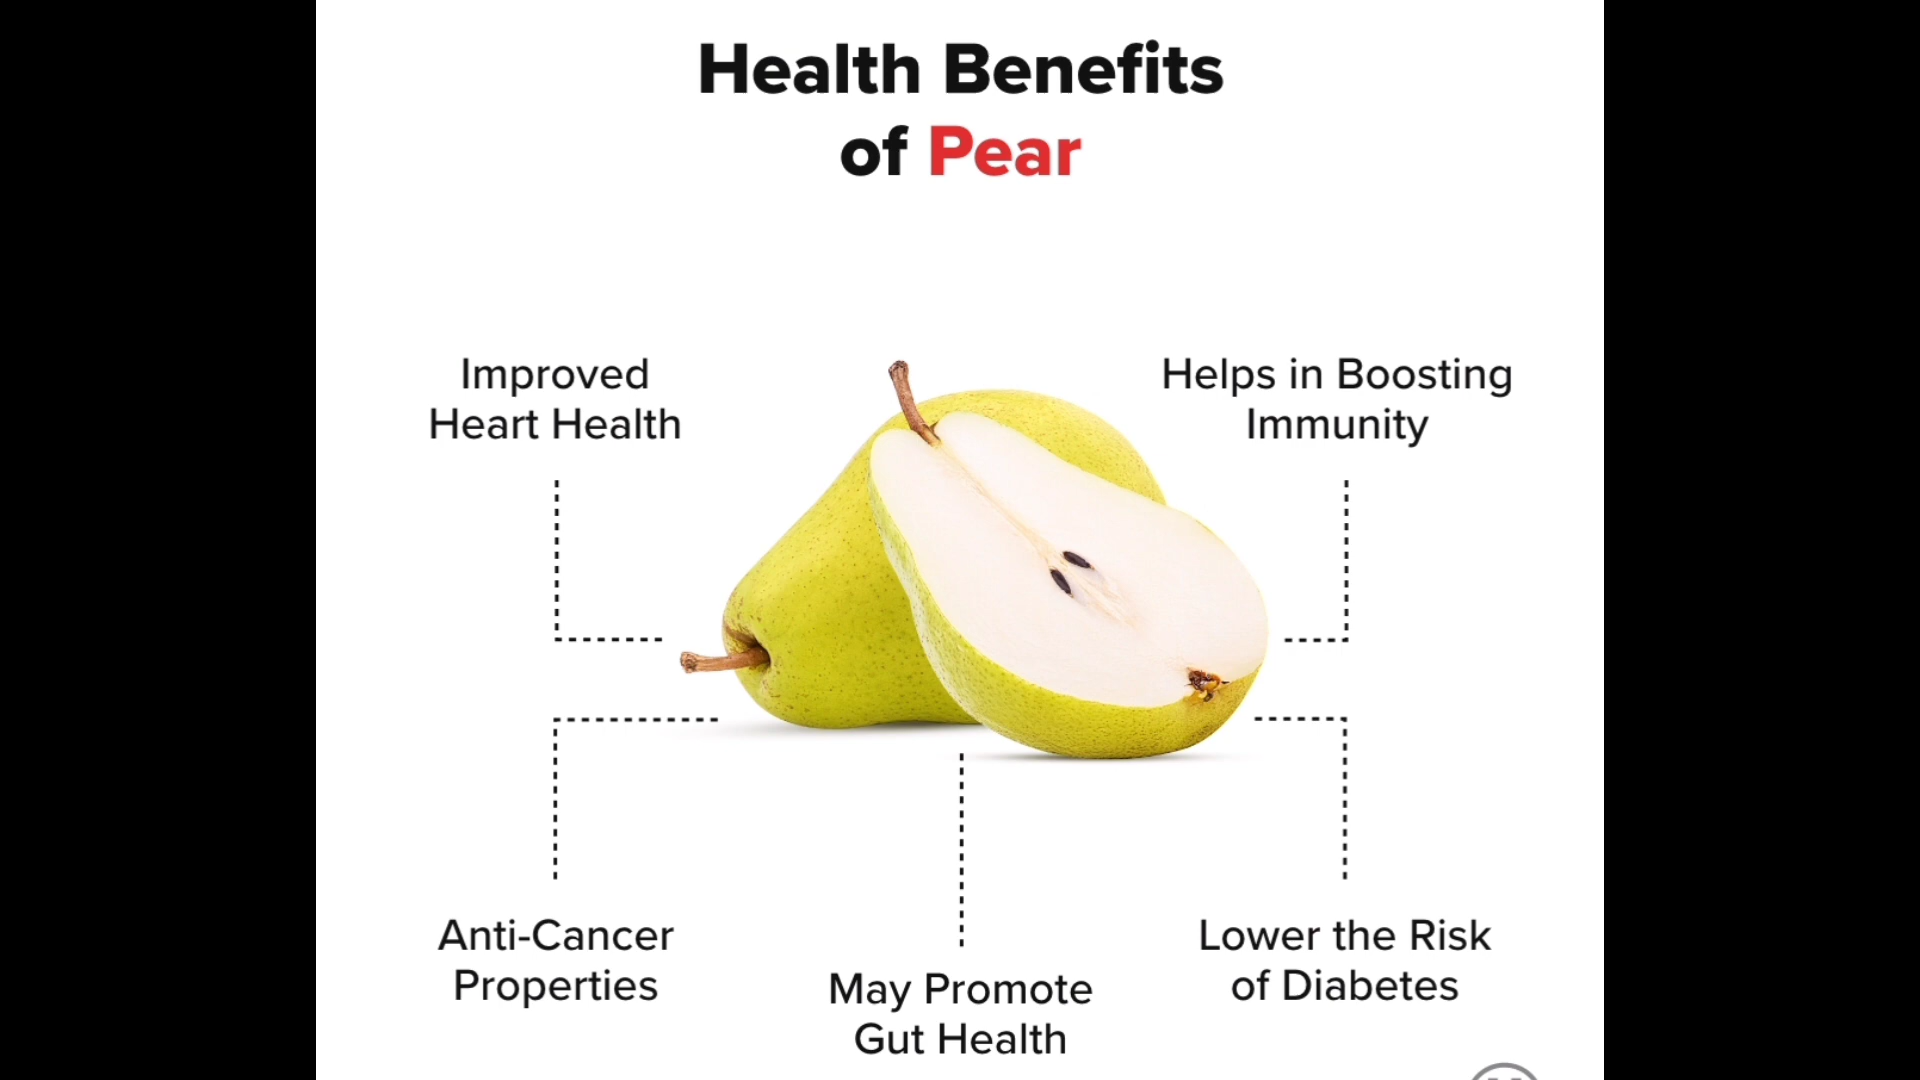 Health Benefits
of Pear
Improved
Heart Health
Helps in Boosting
Immunity
Anti-Cancer
Properties
May Promote
Gut Health
Lower the Risk
of Diabetes